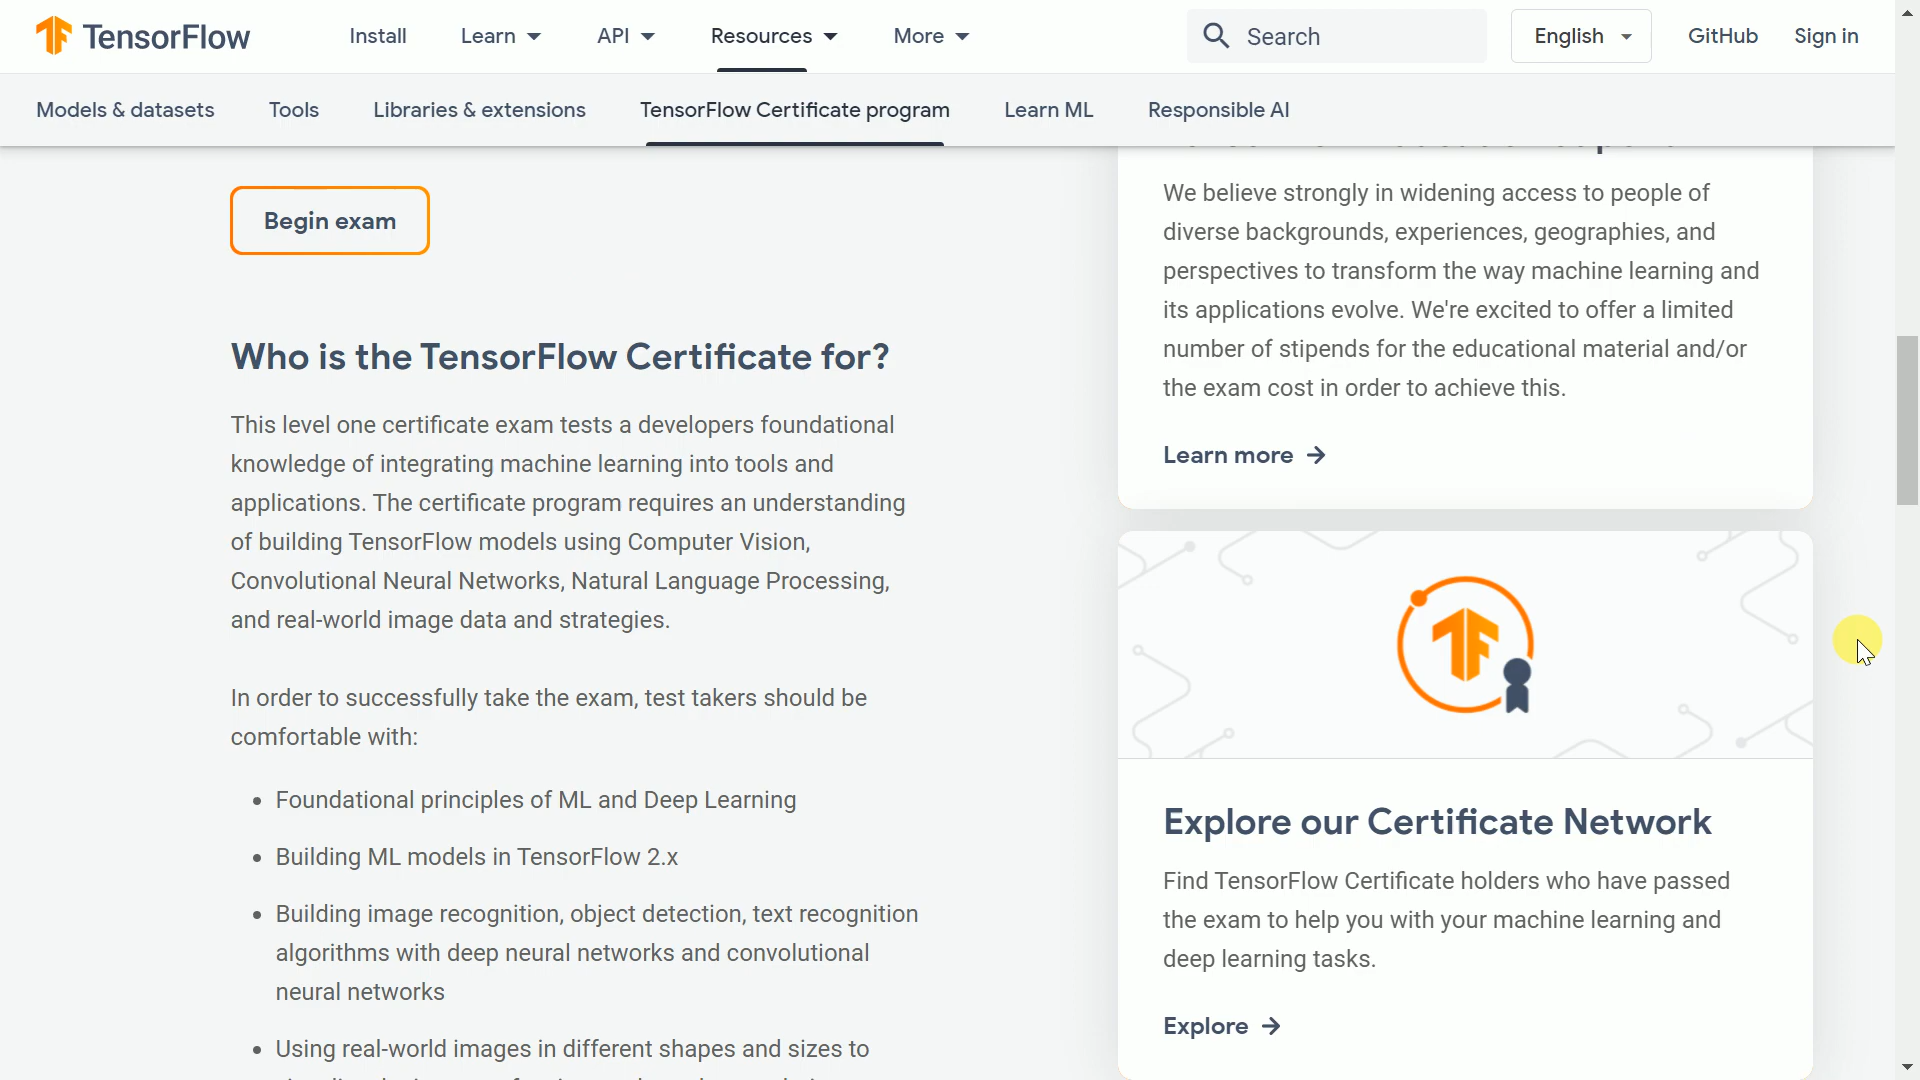 TensorFlow
Install
Learn
API
Resources
More
Search
English
GitHub
Sign in
Models & datasets
Tools
Libraries & extensions
TensorFlow Certificate program
Learn ML
Responsible AI
Begin exam
Who is the TensorFlow Certificate for?
This level one certificate exam tests a developers foundational
knowledge of integrating machine learning into tools and
applications. The certificate program requires an understanding
of building TensorFlow models using Computer Vision,
Convolutional Neural Networks, Natural Language Processing,
and real-world image data and strategies.
In order to successfully take the exam, test takers should be
comfortable with:
• Foundational principles of ML and Deep Learning
• Building ML models in TensorFlow 2.x
• Building image recognition, object detection, text recognition
algorithms with deep neural networks and convolutional
neural networks
• Using real-world images in different shapes and sizes to
We believe strongly in widening access to people of
diverse backgrounds, experiences, geographies, and
perspectives to transform the way machine learning and
its applications evolve. We're excited to offer a limited
number of stipends for the educational material and/or
the exam cost in order to achieve this.
Learn more →
Explore our Certificate Network
Find TensorFlow Certificate holders who have passed
the exam to help you with your machine learning and
deep learning tasks.
Explore →